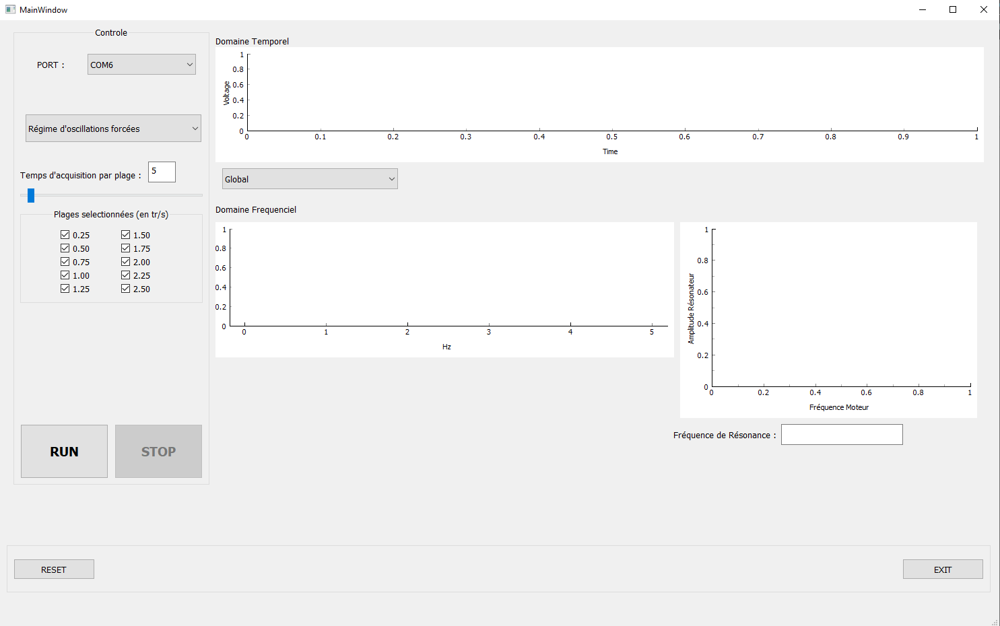 MainWindow
Controle
PORT :
COM6
Régime d'oscillations forcées
Temps d'acquisition par plage :
5
Plages selectionnées (en tr/s)
0.25 1.50
0.50 1.75
0.75 2.00
1.00 2.25
1.25 2.50
RUN
STOP
Domaine Temporel
Voltage
1
0.8
0.6
0.4
0.2
0
0 0.1 0.2 0.3 0.4 0.5 0.6 0.7 0.8 0.9 1
Time
Global
Domaine Frequenciel
1
0.8
0.6
0.4
0.2
0
0 1 2 3 4 5
Hz
Amplitude Résonateur
1
0.8
0.6
0.4
0.2
0
0 0.2 0.4 0.6 0.8 1
Fréquence Moteur
Fréquence de Résonance :
RESET
EXIT